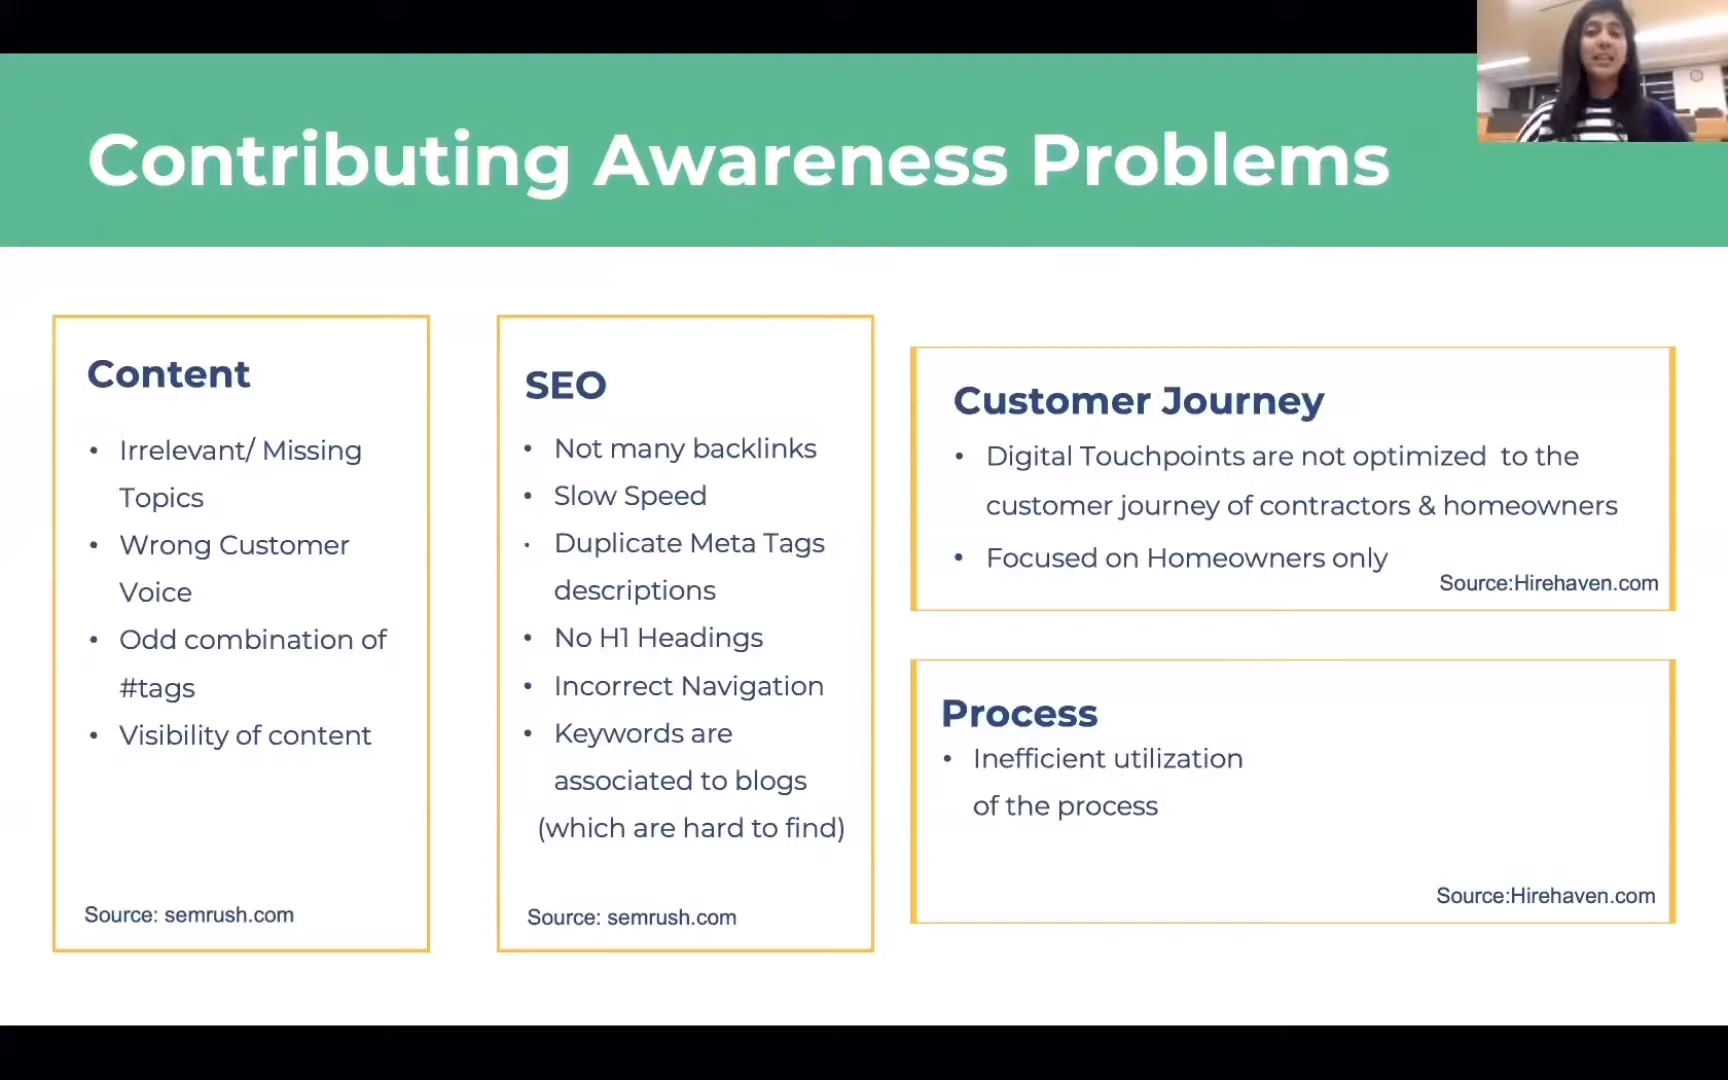 Contributing Awareness Problems
Content
• Irrelevant/ Missing
Topics
• Wrong Customer
Voice
• Odd combination of
#tags
• Visibility of content
Source: semrush.com
SEO
• Not many backlinks
• Slow Speed
• Duplicate Meta Tags
descriptions
• No H1 Headings
• Incorrect Navigation
• Keywords are
associated to blogs
(which are hard to find)
Source: semrush.com
Customer Journey
• Digital Touchpoints are not optimized to the
customer journey of contractors & homeowners
• Focused on Homeowners only
Source:Hirehaven.com
Process
• Inefficient utilization
of the process
Source:Hirehaven.com